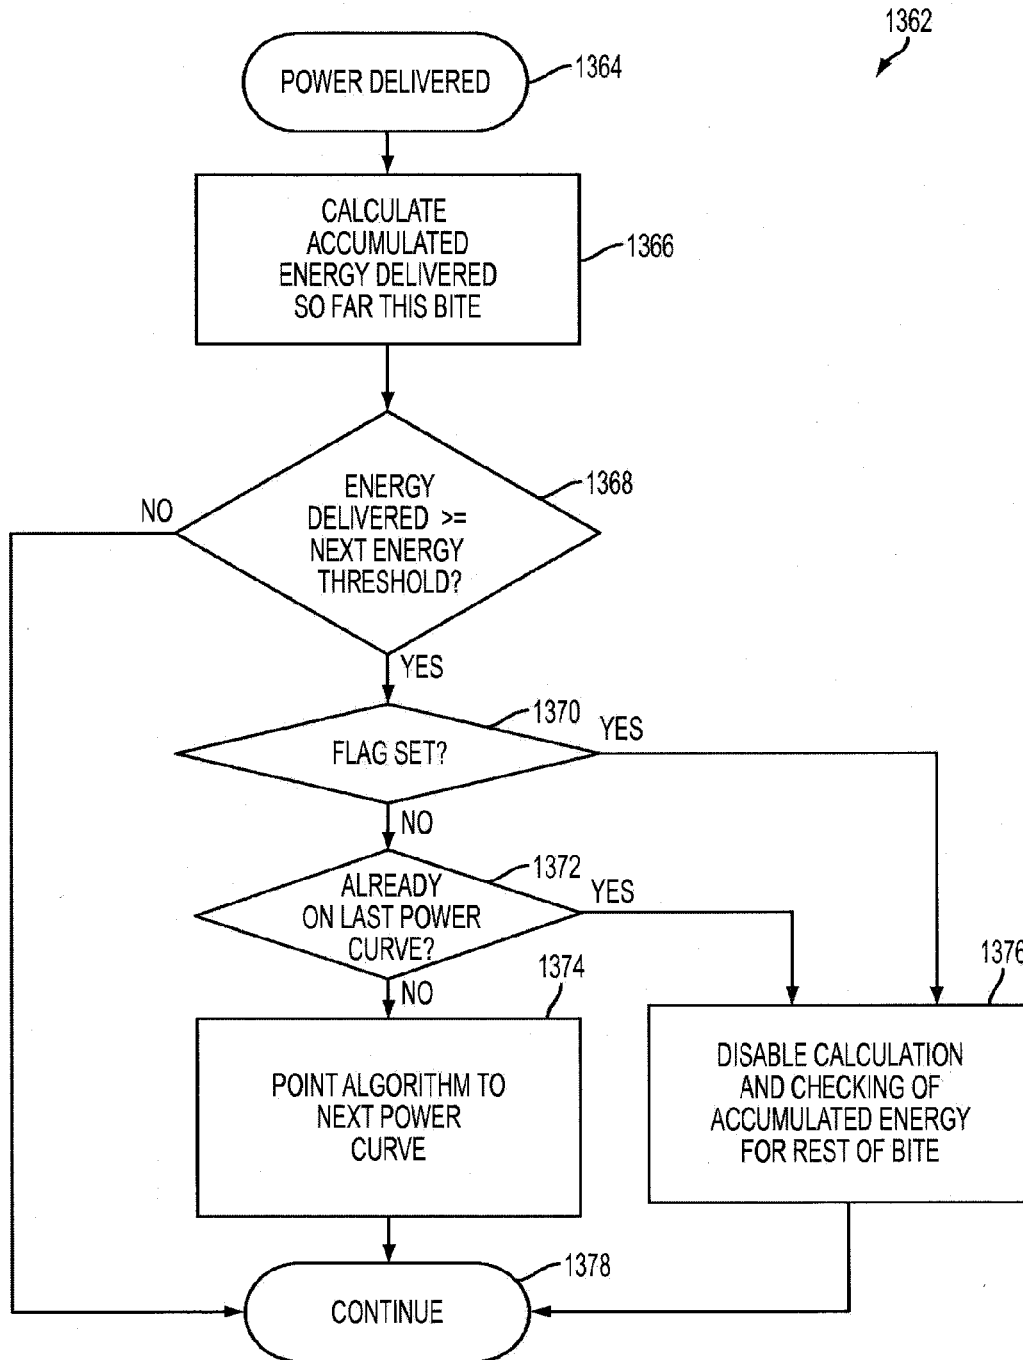 1362
POWER DELIVERED
1364
CALCULATE
ACCUMULATED
ENERGY DELIVERED
SO FAR THIS BITE
1366
ENERGY
DELIVERED >=
NEXT ENERGY
THRESHOLD?
1368
NO
YES
FLAG SET?
1370
YES
NO
ALREADY
ON LAST POWER
CURVE?
1372
YES
NO
1374
POINT ALGORITHM TO
NEXT POWER
CURVE
1376
DISABLE CALCULATION
AND CHECKING OF
ACCUMULATED ENERGY
FOR REST OF BITE
CONTINUE
1378